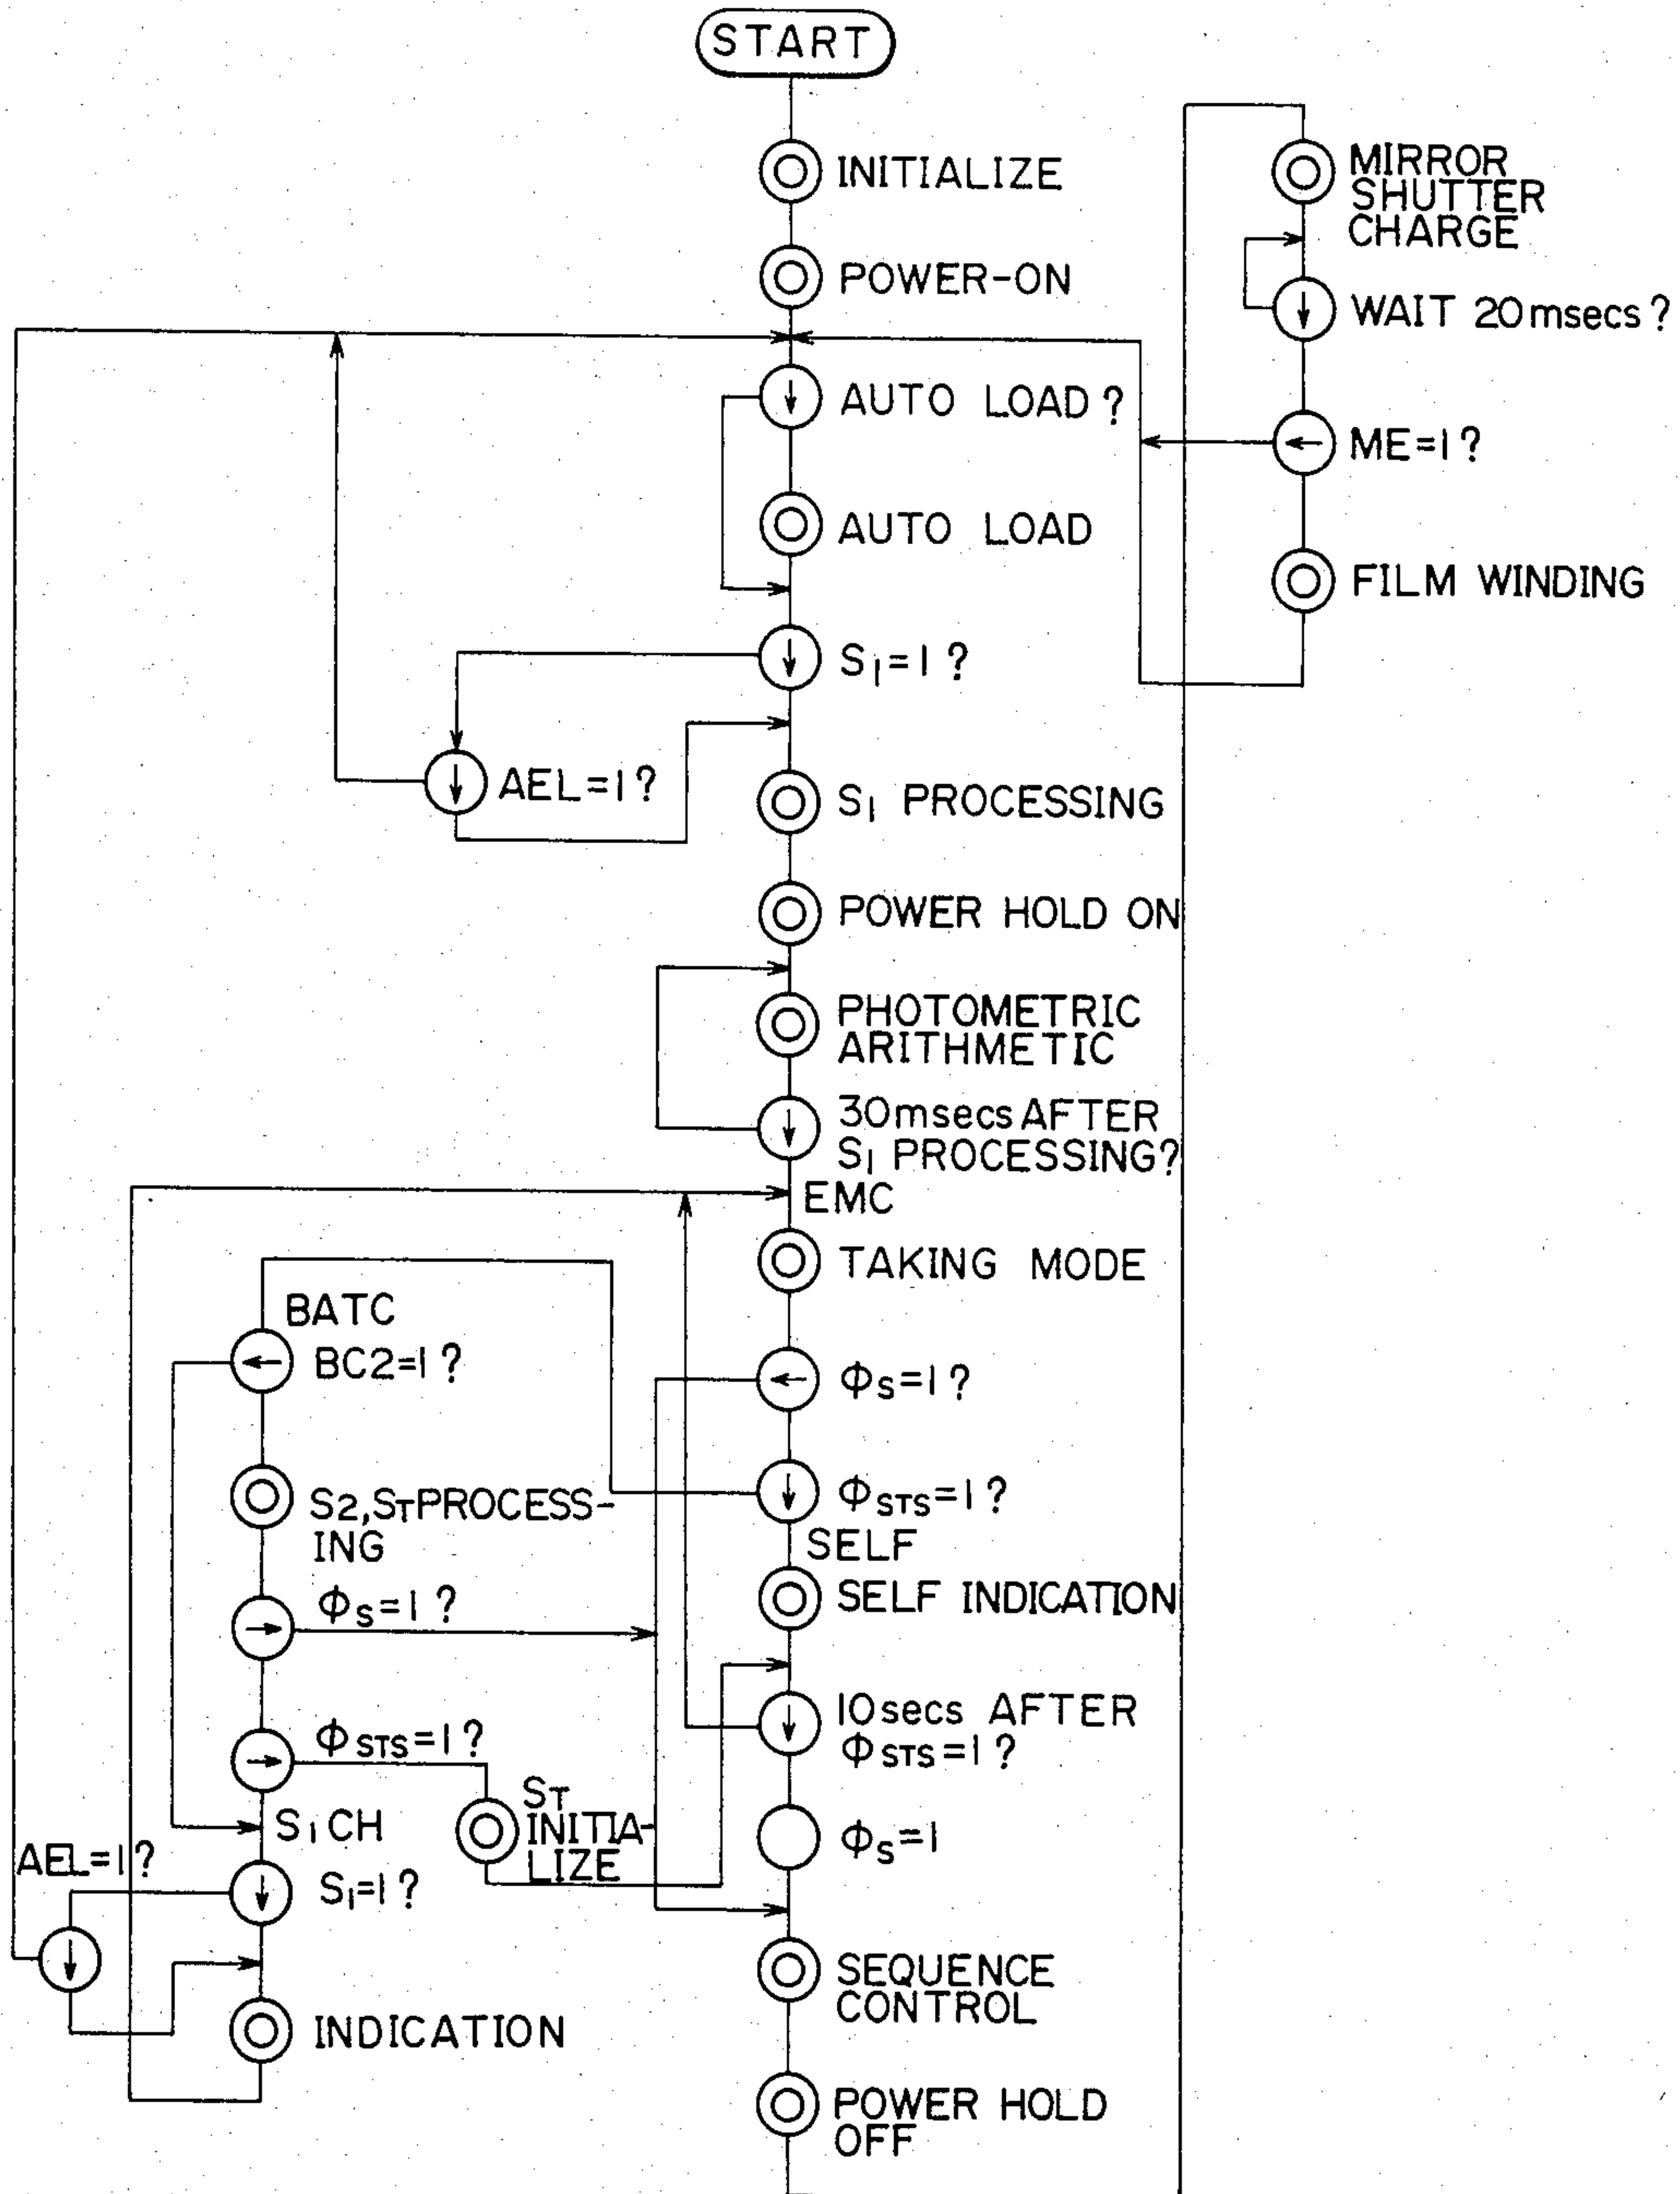 START
INITIALIZE
POWER-ON
AUTO LOAD?
AUTO LOAD
S₁=1?
AEL=1?
S₁ PROCESSING
POWER HOLD ON
PHOTOMETRIC
ARITHMETIC
30msecs AFTER
S₁ PROCESSING?
EMC
TAKING MODE
ΦS=1?
ΦSTS=1?
SELF
SELF INDICATION
10secs AFTER
ΦSTS=1?
ΦS=1
SEQUENCE
CONTROL
POWER HOLD
OFF
BATC
BC2=1?
S2,STPROCESS-
ING
ΦS=1?
ΦSTS=1?
ST
INITIA-
LIZE
S₁CH
AEL=1?
S₁=1?
INDICATION
MIRROR
SHUTTER
CHARGE
WAIT 20msecs?
ME=1?
FILM WINDING